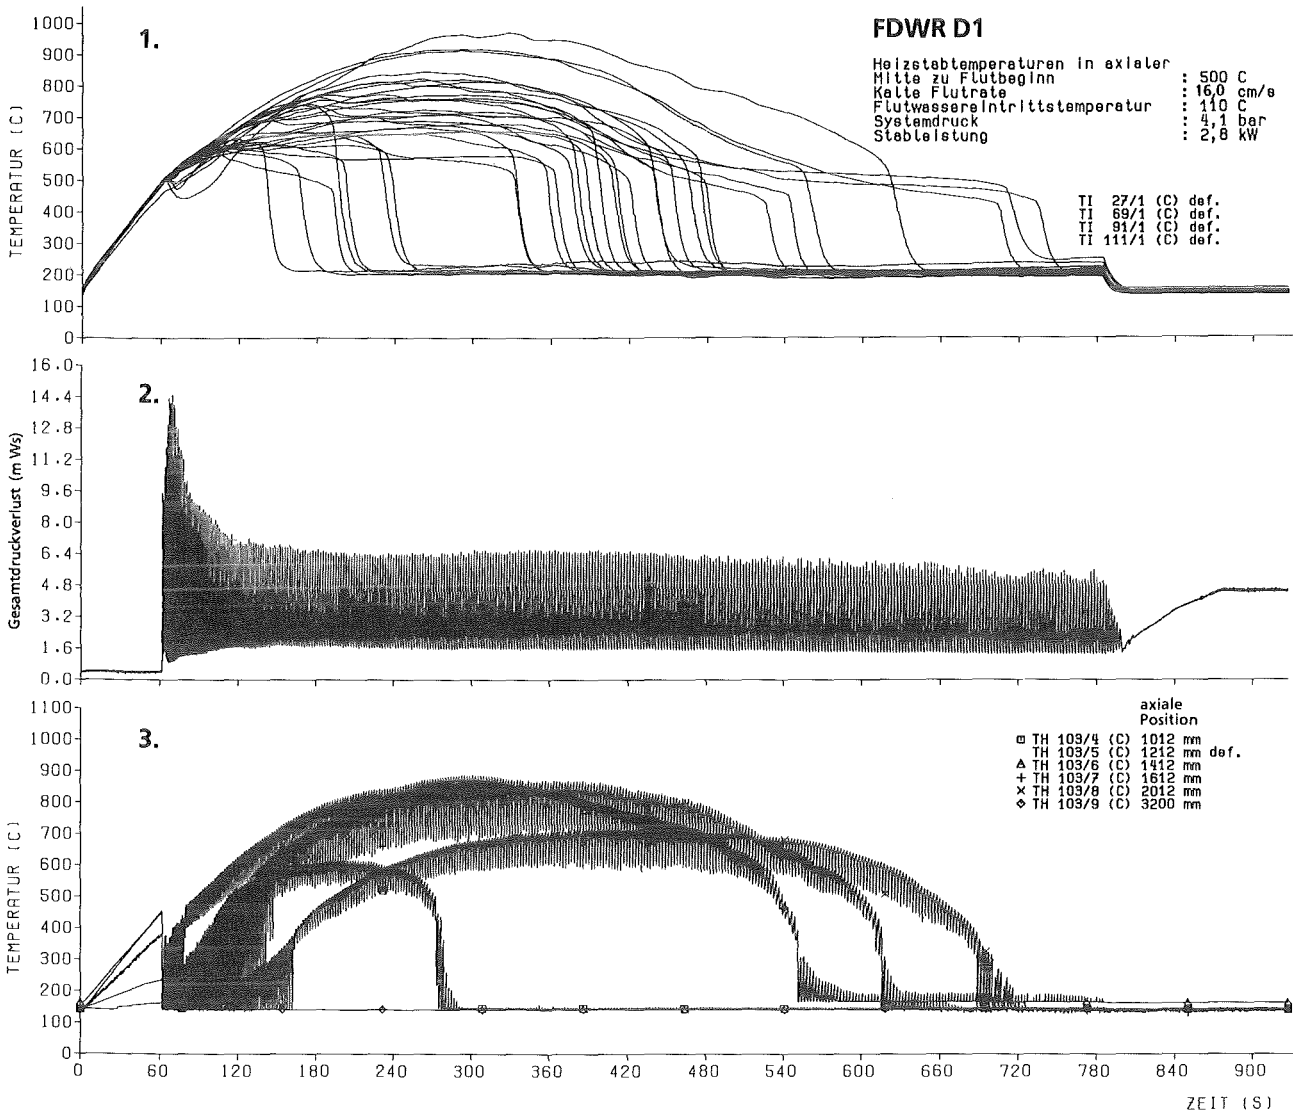 1.
FDWR D1
Heizstabtemperaturen in axialer
Mitte zu Flutbeginn : 500 C
Kalte Flutrate : 16,0 cm/s
Flutwassereintrittstemperatur : 110 C
Systemdruck : 4,1 bar
Stableistung : 2,8 kW
TI 27/1 (C) def.
TI 69/1 (C) def.
TI 91/1 (C) def.
TI 111/1 (C) def.
TEMPERATUR (C)
1000
900
800
700
600
500
400
300
200
100
0
2.
Gesamtdruckverlust (m Ws)
16.0
14.4
12.8
11.2
9.6
8.0
6.4
4.8
3.2
1.6
0.0
3.
axiale
Position
TH 103/4 (C) 1012 mm
TH 103/5 (C) 1212 mm def.
TH 103/6 (C) 1412 mm
TH 103/7 (C) 1612 mm
TH 103/8 (C) 2012 mm
TH 103/9 (C) 3200 mm
TEMPERATUR (C)
1100
1000
900
800
700
600
500
400
300
200
100
0
0 60 120 180 240 300 360 420 480 540 600 660 720 780 840 900
ZEIT (S)